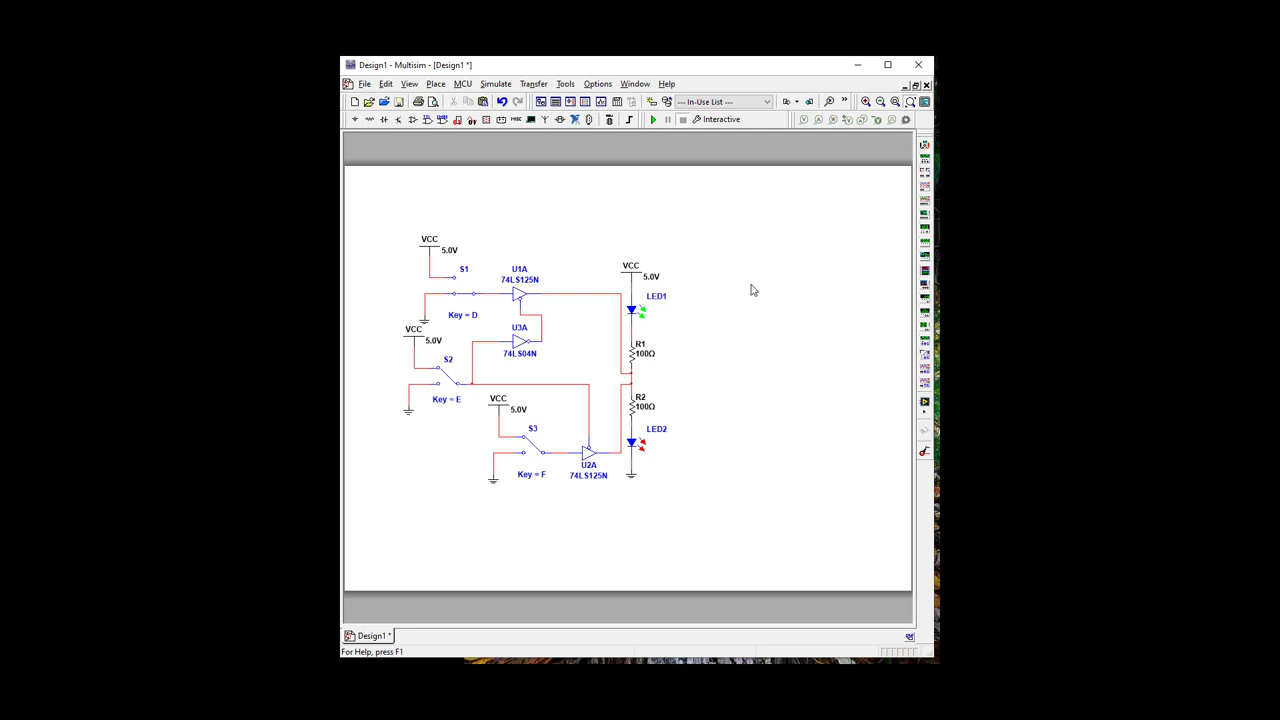 Design1 - Multisim - [Design1 *]
File Edit View Place MCU Simulate Transfer Tools Options Window Help
--- In-Use List ---
Interactive
VCC
5.0V
S1
Key = D
U1A
74LS125N
U3A
74LS04N
VCC
5.0V
S2
Key = E
VCC
5.0V
S3
Key = F
U2A
74LS125N
VCC
5.0V
LED1
R1
100Ω
R2
100Ω
LED2
Design1 *
For Help, press F1